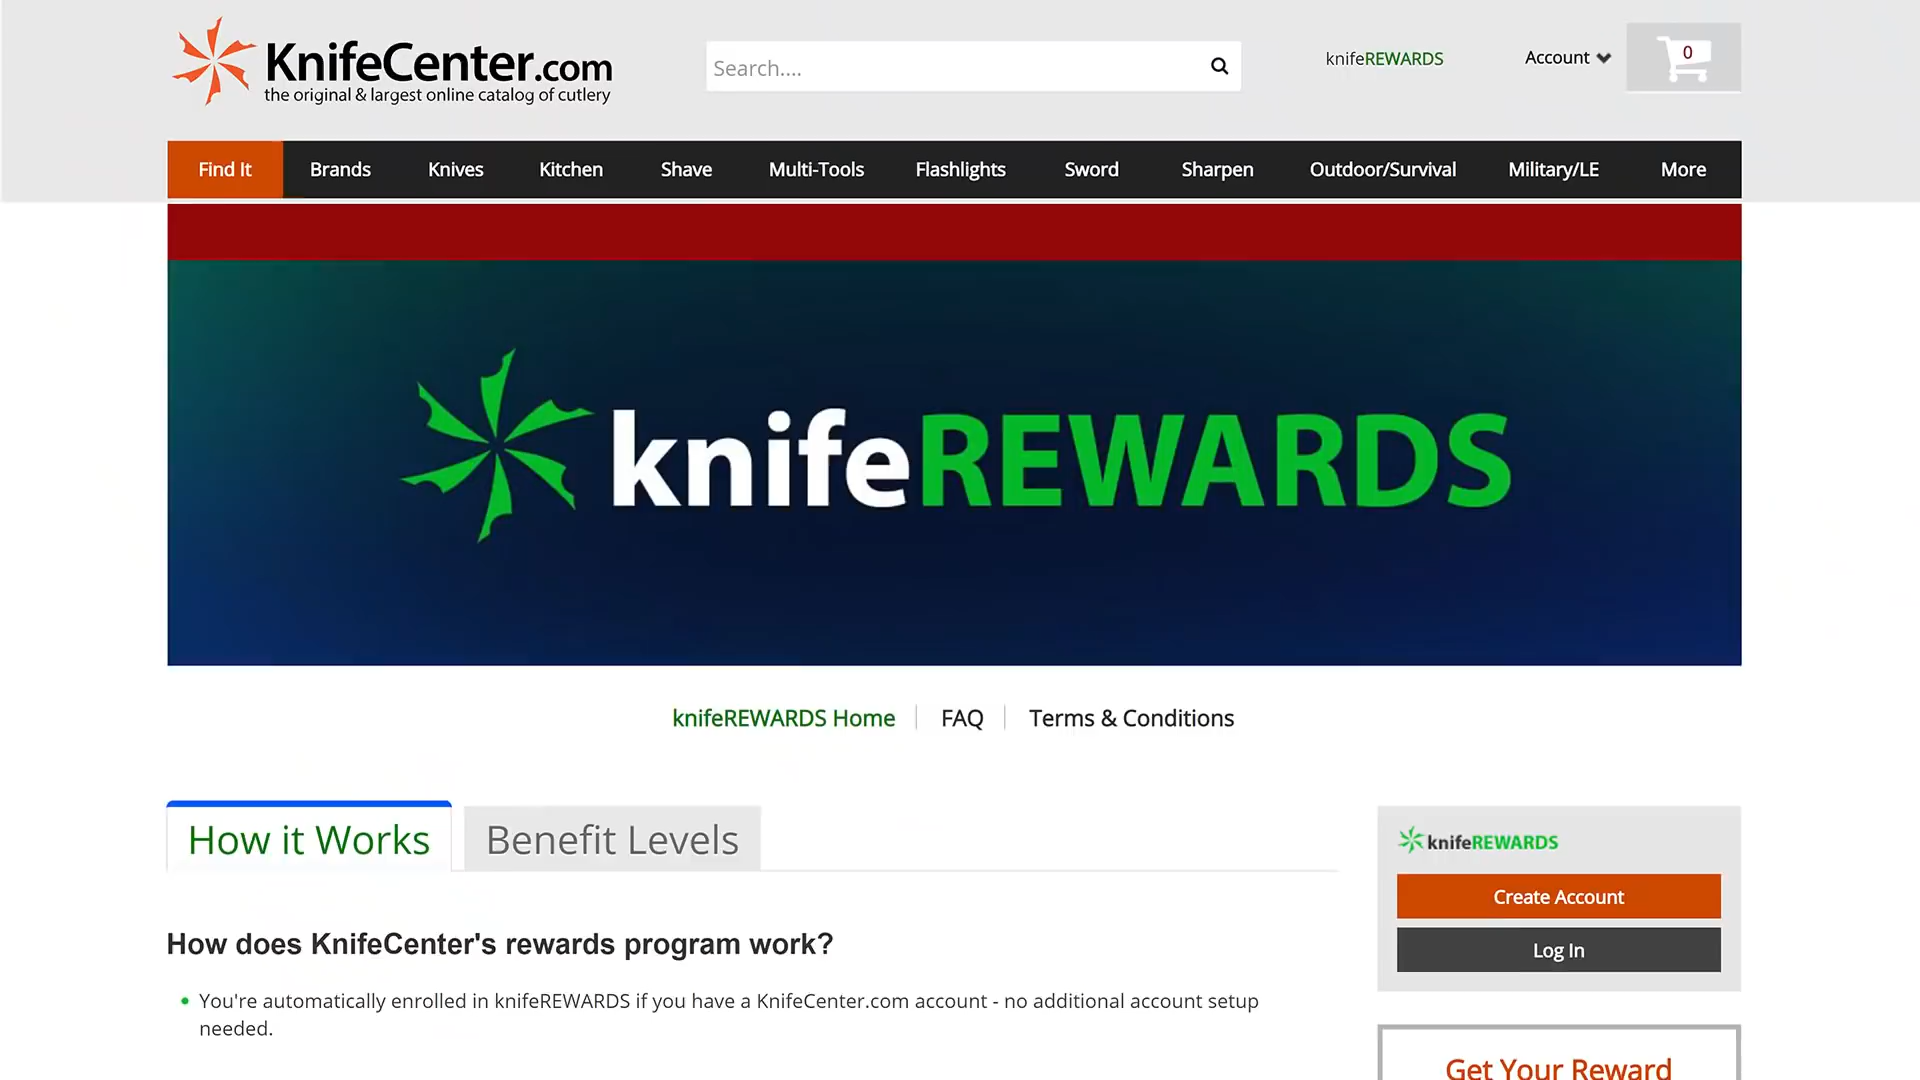 KnifeCenter.com
the original & largest online catalog of cutlery
Search....
knifeREWARDS
Account
0
Find It
Brands
Knives
Kitchen
Shave
Multi-Tools
Flashlights
Sword
Sharpen
Outdoor/Survival
Military/LE
More
knifeREWARDS
knifeREWARDS Home
FAQ
Terms & Conditions
How it Works
Benefit Levels
How does KnifeCenter's rewards program work?
You're automatically enrolled in knifeREWARDS if you have a KnifeCenter.com account - no additional account setup
needed.
knifeREWARDS
Create Account
Log In
Get Your Reward